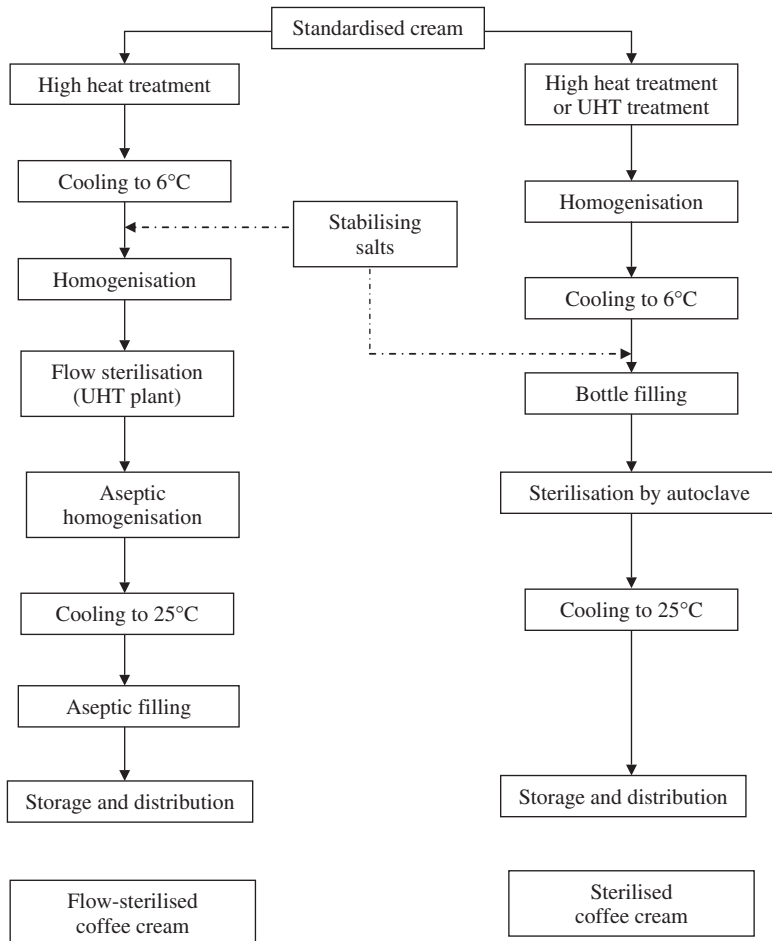 Standardised cream
High heat treatment
Cooling to 6°C
Homogenisation
Flow sterilisation
(UHT plant)
Aseptic
homogenisation
Cooling to 25°C
Aseptic filling
Storage and distribution
Flow-sterilised
coffee cream
Stabilising
salts
High heat treatment
or UHT treatment
Homogenisation
Cooling to 6°C
Bottle filling
Sterilisation by autoclave
Cooling to 25°C
Storage and distribution
Sterilised
coffee cream